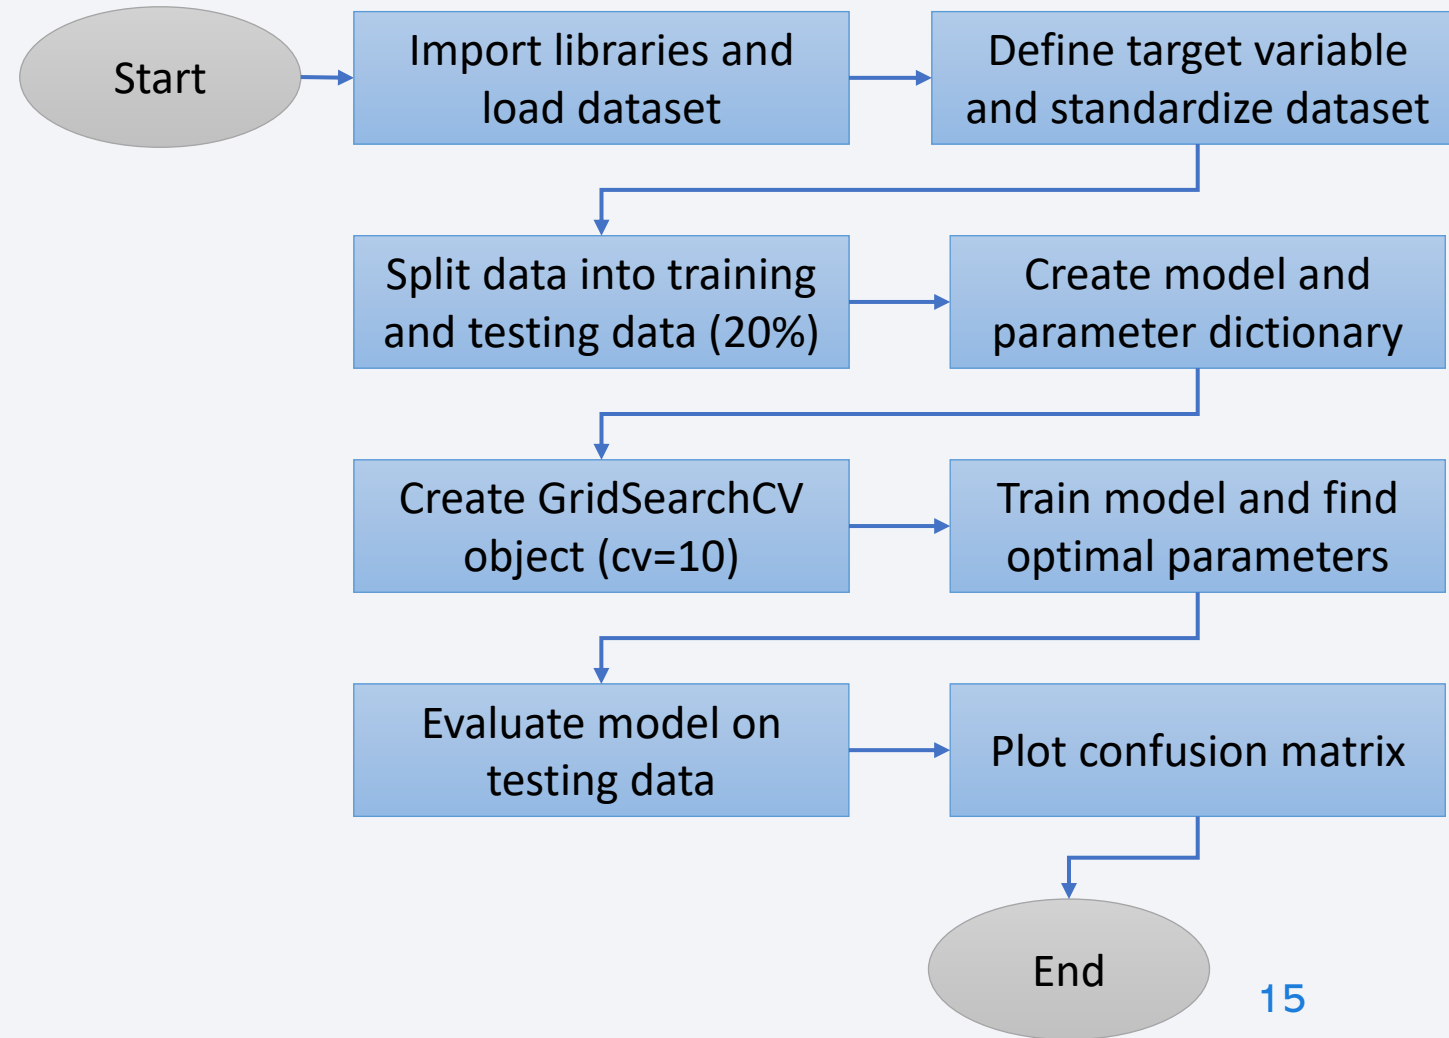 Start
Import libraries and
load dataset
Define target variable
and standardize dataset
Split data into training
and testing data (20%)
Create model and
parameter dictionary
Create GridSearchCV
object (cv=10)
Train model and find
optimal parameters
Evaluate model on
testing data
Plot confusion matrix
End
15